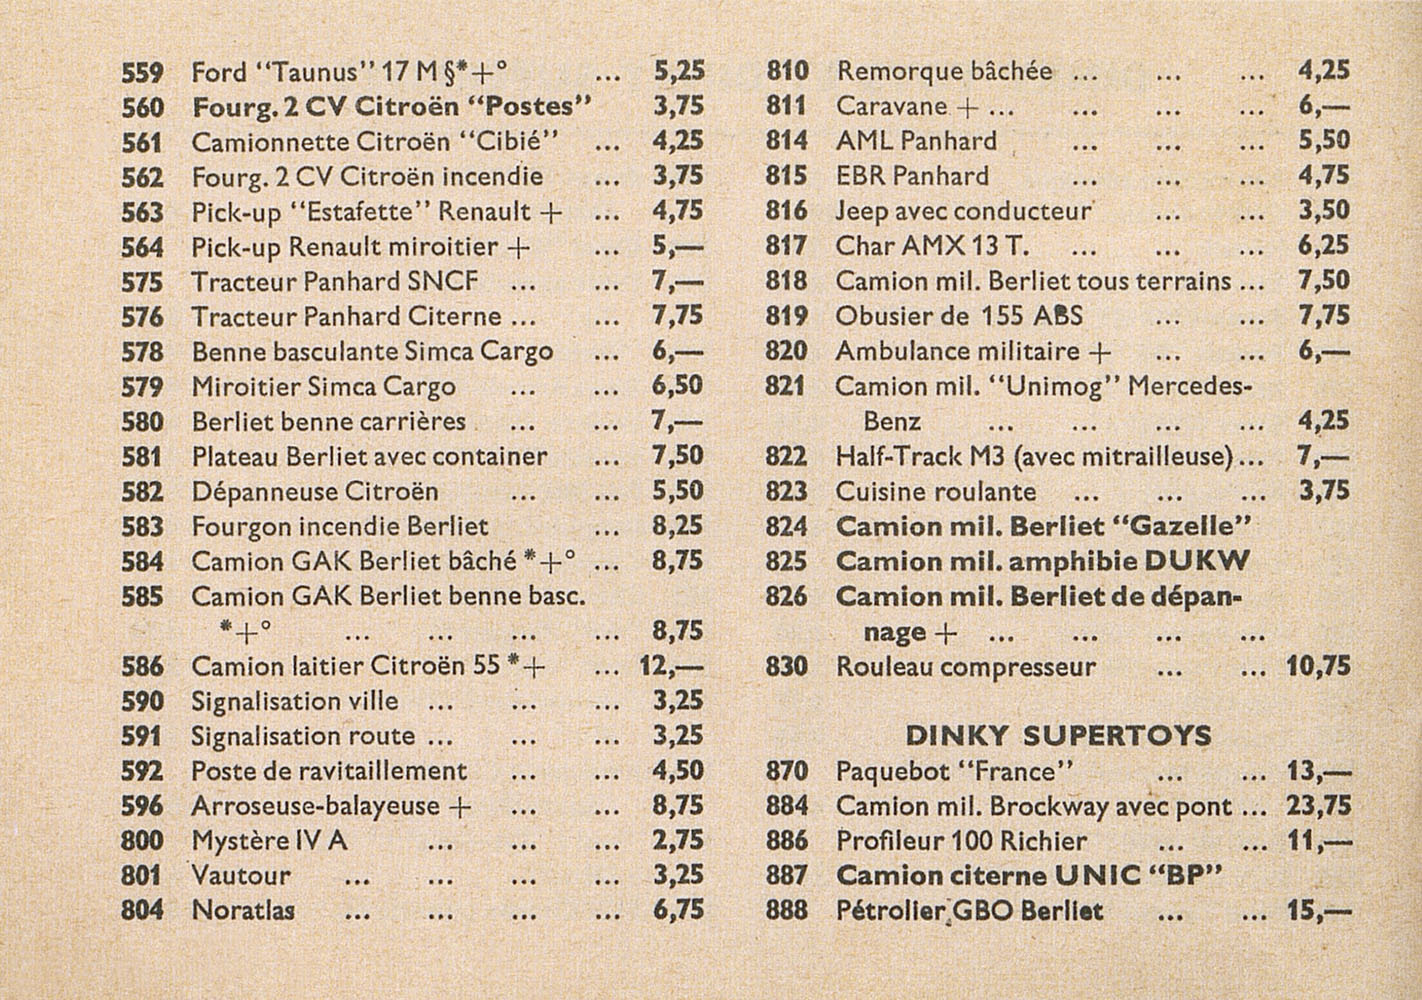 559 Ford “Taunus” 17 M §*+° ... 5,25
560 Fourg. 2 CV Citroën “Postes” 3,75
561 Camionnette Citroën “Cibié” ... 4,25
562 Fourg. 2 CV Citroën incendie ... 3,75
563 Pick-up “Estafette” Renault + ... 4,75
564 Pick-up Renault miroitier + ... 5,—
575 Tracteur Panhard SNCF ... ... 7,—
576 Tracteur Panhard Citerne ... ... 7,75
578 Benne basculante Simca Cargo ... 6,—
579 Miroitier Simca Cargo ... ... 6,50
580 Berliet benne carrières ... ... 7,—
581 Plateau Berliet avec container ... 7,50
582 Dépanneuse Citroën ... ... 5,50
583 Fourgon incendie Berliet ... 8,25
584 Camion GAK Berliet bâché *+° ... 8,75
585 Camion GAK Berliet benne basc.
*+° ... ... ... ... 8,75
586 Camion laitier Citroën 55 *+ ... 12,—
590 Signalisation ville ... ... ... 3,25
591 Signalisation route ... ... ... 3,25
592 Poste de ravitaillement ... ... 4,50
596 Arroseuse-balayeuse + ... ... 8,75
800 Mystère IV A ... ... ... 2,75
801 Vautour ... ... ... ... 3,25
804 Noratlas ... ... ... ... 6,75
810 Remorque bâchée ... ... ... 4,25
811 Caravane + ... ... ... ... 6,—
814 AML Panhard ... ... ... 5,50
815 EBR Panhard ... ... ... 4,75
816 Jeep avec conducteur ... ... 3,50
817 Char AMX 13 T. ... ... ... 6,25
818 Camion mil. Berliet tous terrains ... 7,50
819 Obusier de 155 ABS ... ... 7,75
820 Ambulance militaire + ... ... 6,—
821 Camion mil. “Unimog” Mercedes-
Benz ... ... ... ... 4,25
822 Half-Track M3 (avec mitrailleuse) ... 7,—
823 Cuisine roulante ... ... ... 3,75
824 Camion mil. Berliet “Gazelle”
825 Camion mil. amphibie DUKW
826 Camion mil. Berliet de dépan-
nage + ... ... ... ...
830 Rouleau compresseur ... ... 10,75
DINKY SUPERTOYS
870 Paquebot “France” ... ... 13,—
884 Camion mil. Brockway avec pont ... 23,75
886 Profileur 100 Richier ... ... 11,—
887 Camion citerne UNIC “BP”
888 Pétrolier GBO Berliet ... ... 15,—